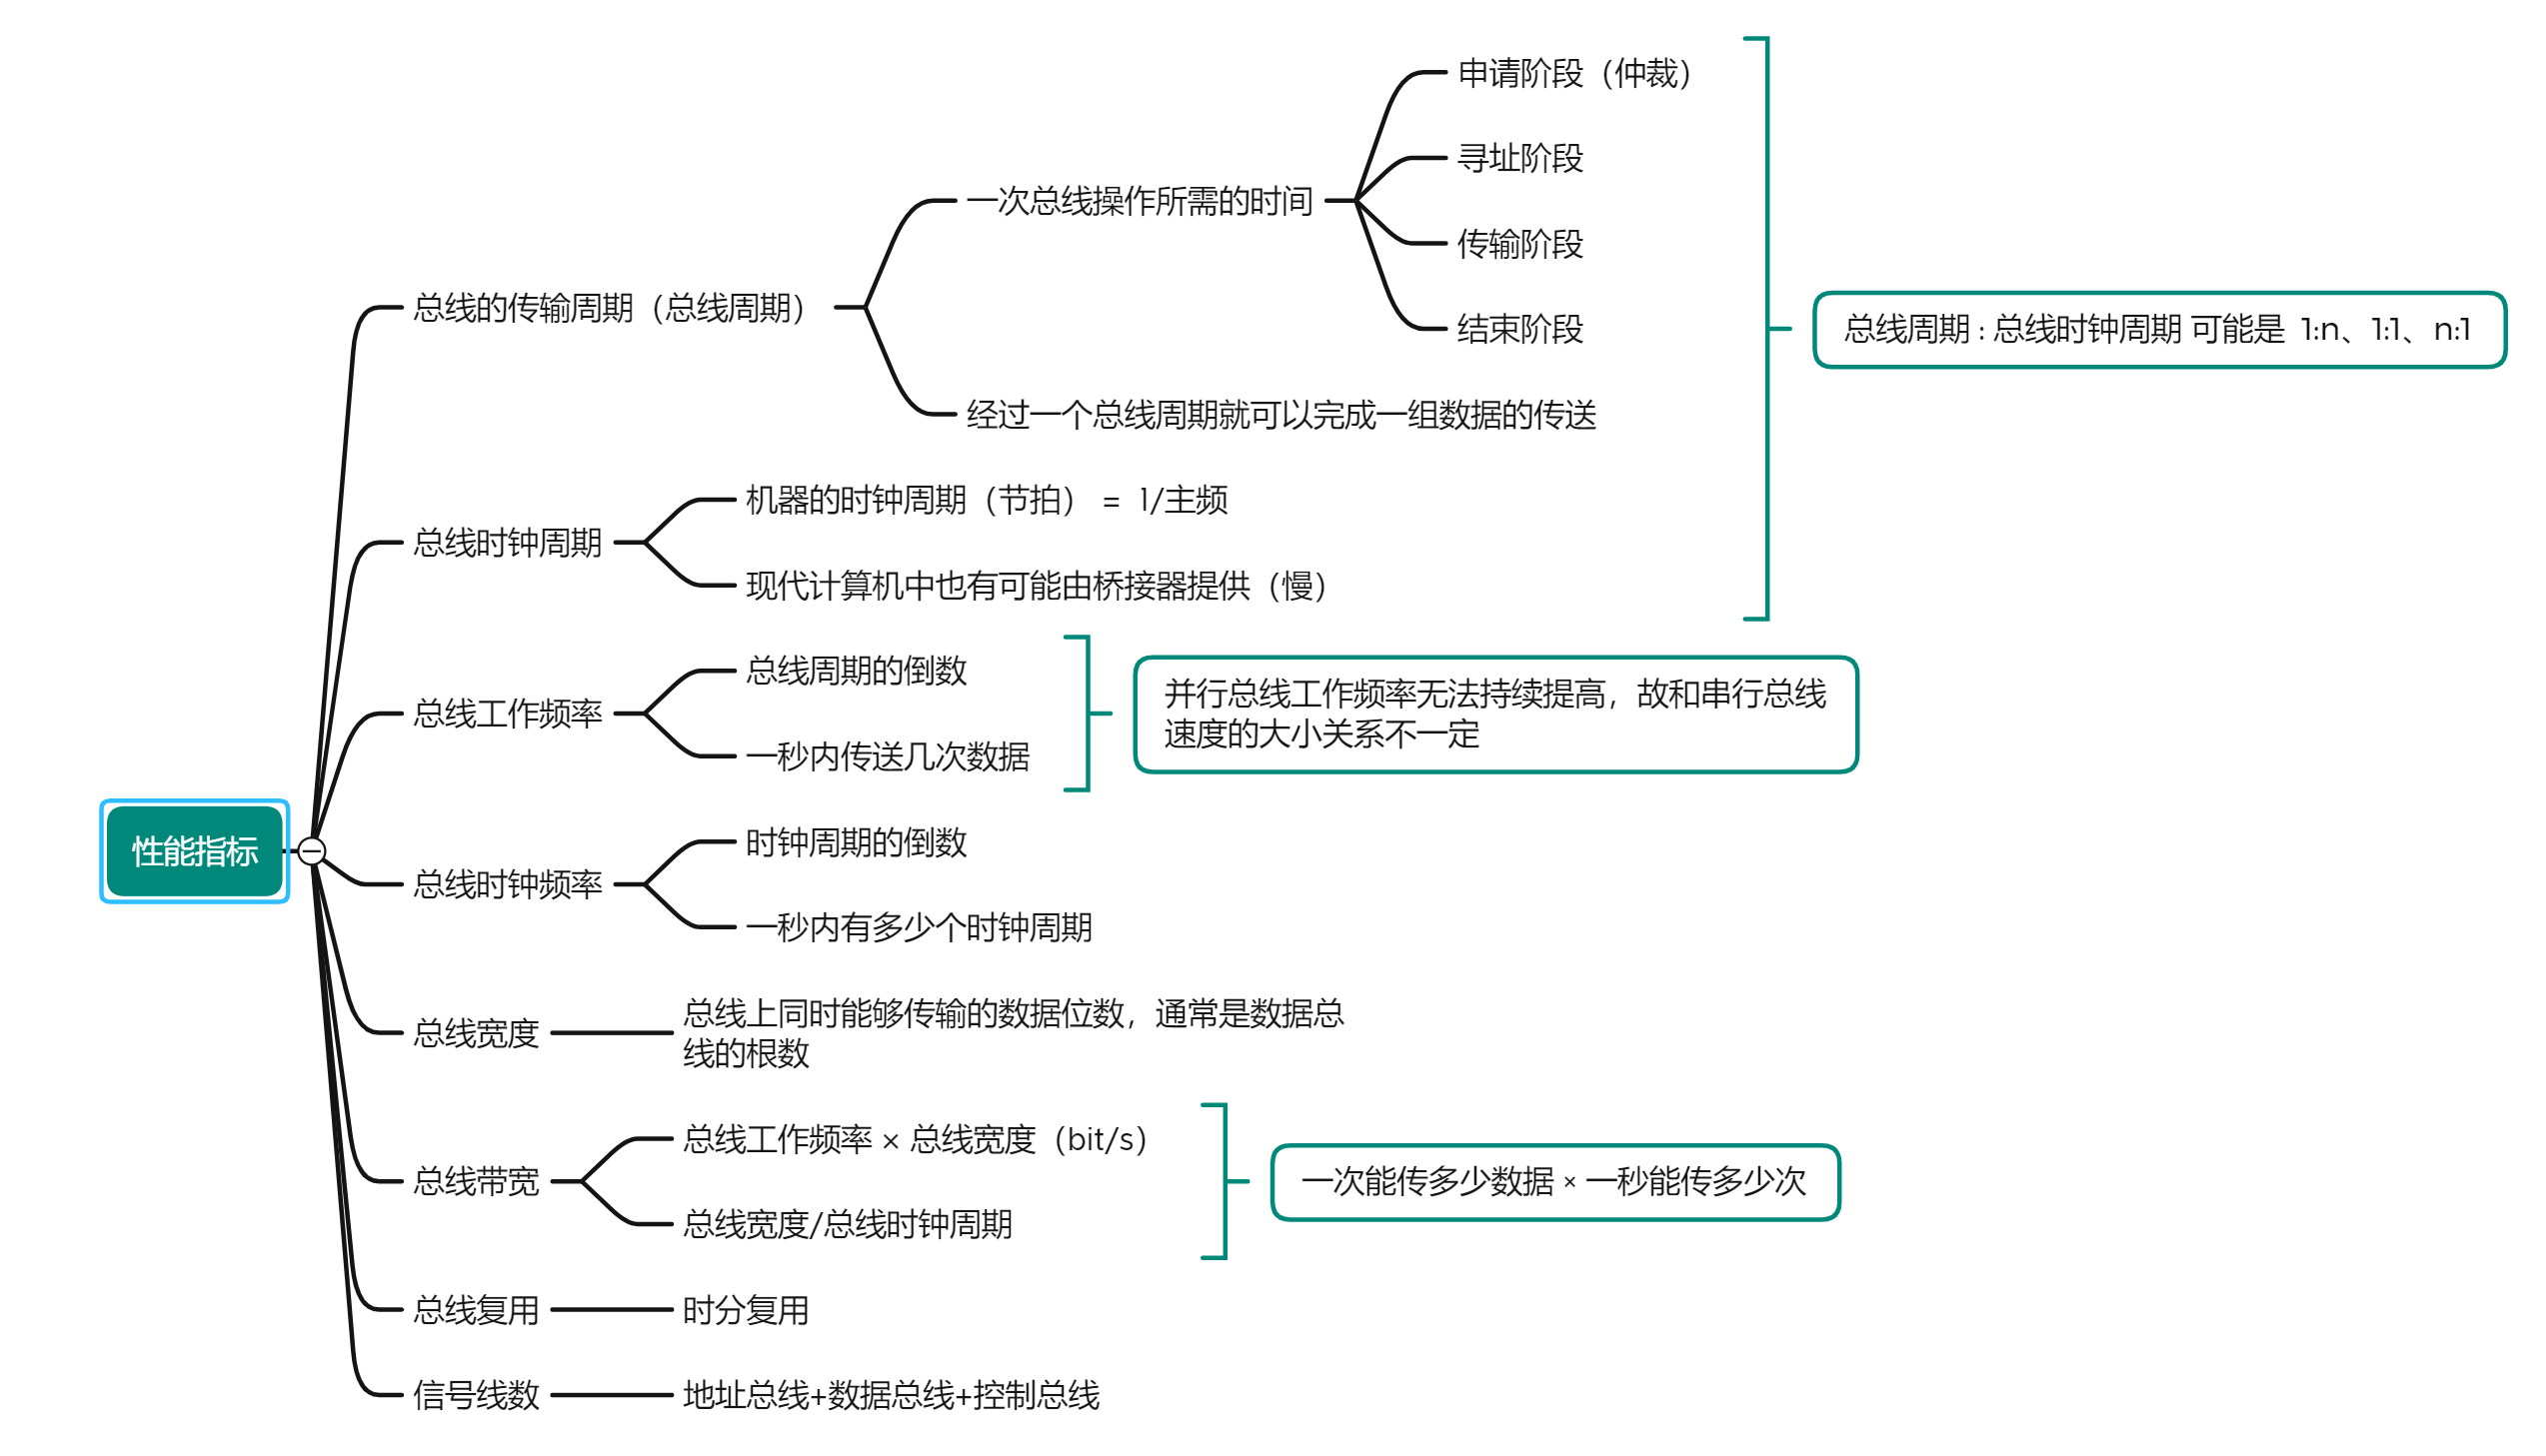 性能指标
总线的传输周期（总线周期）
一次总线操作所需的时间
申请阶段（仲裁）
寻址阶段
传输阶段
结束阶段
经过一个总线周期就可以完成一组数据的传送
总线时钟周期
机器的时钟周期（节拍） = 1/主频
现代计算机中也有可能由桥接器提供（慢）
总线周期 : 总线时钟周期 可能是 1:n、1:1、n:1
总线工作频率
总线周期的倒数
一秒内传送几次数据
并行总线工作频率无法持续提高，故和串行总线
速度的大小关系不一定
总线时钟频率
时钟周期的倒数
一秒内有多少个时钟周期
总线宽度
总线上同时能够传输的数据位数，通常是数据总
线的根数
总线带宽
总线工作频率 × 总线宽度（bit/s）
总线宽度/总线时钟周期
一次能传多少数据 × 一秒能传多少次
总线复用
时分复用
信号线数
地址总线+数据总线+控制总线